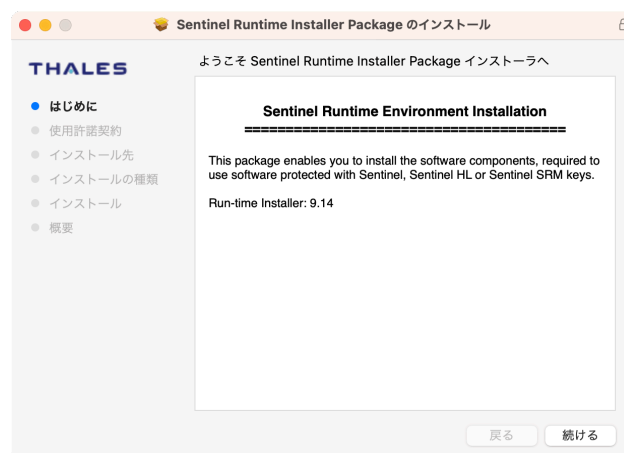 Sentinel Runtime Installer Package のインストール
THALES
ようこそ Sentinel Runtime Installer Package インストーラへ
はじめに
使用許諾契約
インストール先
インストールの種類
インストール
概要
Sentinel Runtime Environment Installation
=======================================
This package enables you to install the software components, required to
use software protected with Sentinel, Sentinel HL or Sentinel SRM keys.
Run-time Installer: 9.14
戻る
続ける